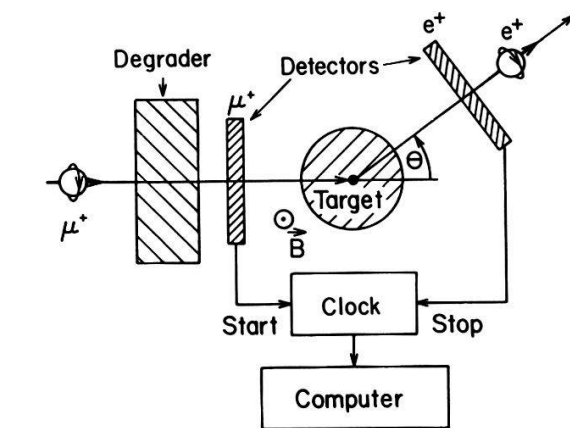 Degrader
Detectors
e+
e+
μ+
μ+
θ
Target
B
Start
Clock
Stop
Computer